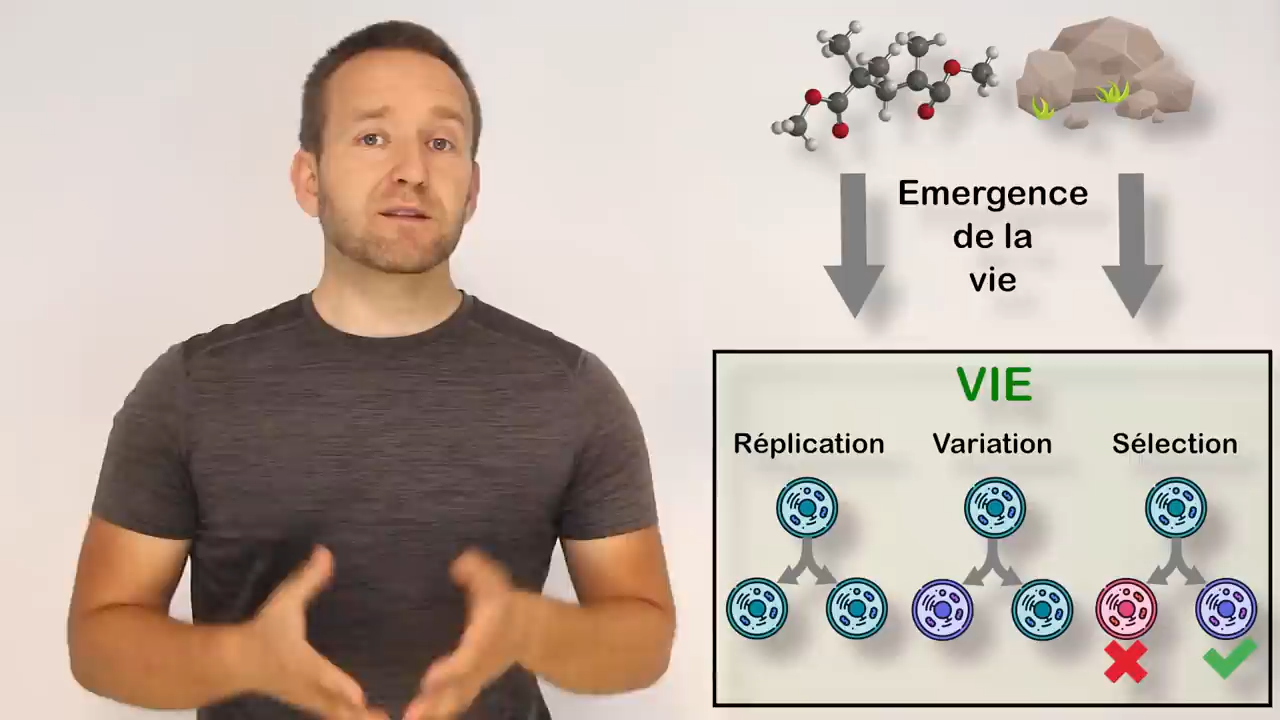 Emergence
de la
vie
VIE
Réplication
Variation
Sélection